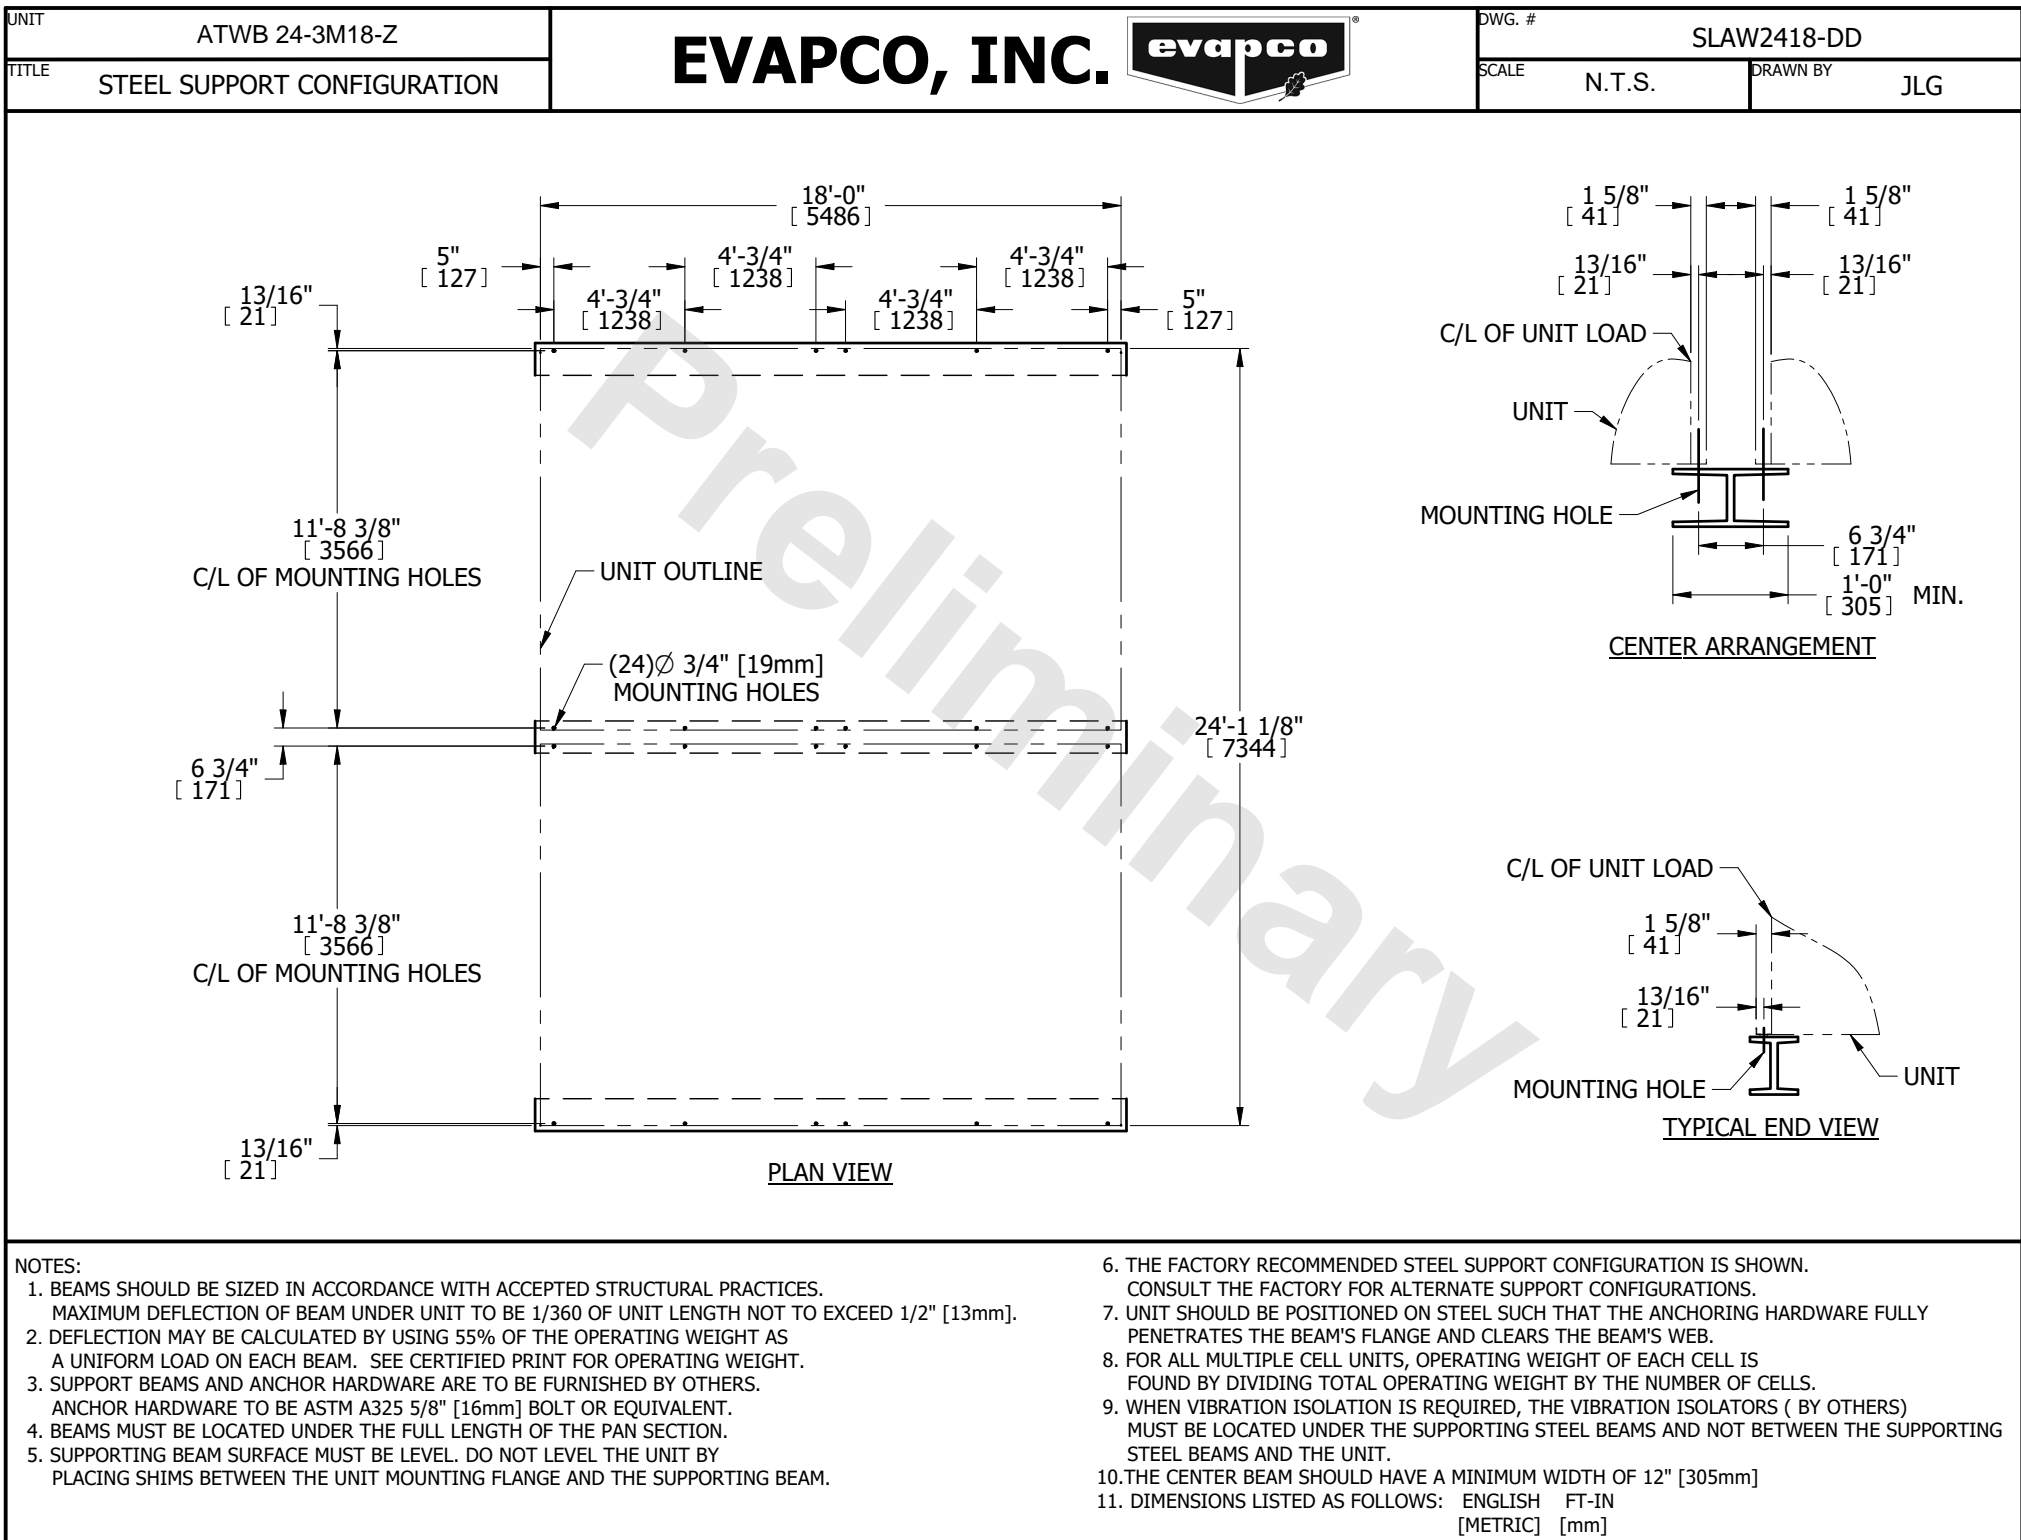 UNIT
ATWB 24-3M18-Z
TITLE
STEEL SUPPORT CONFIGURATION
EVAPCO, INC.
evapco
®
DWG. #
SLAW2418-DD
SCALE
N.T.S.
DRAWN BY
JLG
18'-0"
[ 5486 ]
5"
[ 127 ]
4'-3/4"
[ 1238 ]
4'-3/4"
[ 1238 ]
13/16"
[ 21 ]
4'-3/4"
[ 1238 ]
4'-3/4"
[ 1238 ]
5"
[ 127 ]
11'-8 3/8"
[ 3566 ]
C/L OF MOUNTING HOLES
UNIT OUTLINE
(24)Ø 3/4" [19mm]
MOUNTING HOLES
6 3/4"
[ 171 ]
24'-1 1/8"
[ 7344 ]
11'-8 3/8"
[ 3566 ]
C/L OF MOUNTING HOLES
13/16"
[ 21 ]
PLAN VIEW
Preliminary
1 5/8"
[ 41 ]
1 5/8"
[ 41 ]
13/16"
[ 21 ]
13/16"
[ 21 ]
C/L OF UNIT LOAD
UNIT
MOUNTING HOLE
6 3/4"
[ 171 ]
1'-0"
[ 305 ] MIN.
CENTER ARRANGEMENT
C/L OF UNIT LOAD
1 5/8"
[ 41 ]
13/16"
[ 21 ]
MOUNTING HOLE
UNIT
TYPICAL END VIEW
NOTES:
1. BEAMS SHOULD BE SIZED IN ACCORDANCE WITH ACCEPTED STRUCTURAL PRACTICES.
MAXIMUM DEFLECTION OF BEAM UNDER UNIT TO BE 1/360 OF UNIT LENGTH NOT TO EXCEED 1/2" [13mm].
2. DEFLECTION MAY BE CALCULATED BY USING 55% OF THE OPERATING WEIGHT AS
A UNIFORM LOAD ON EACH BEAM. SEE CERTIFIED PRINT FOR OPERATING WEIGHT.
3. SUPPORT BEAMS AND ANCHOR HARDWARE ARE TO BE FURNISHED BY OTHERS.
ANCHOR HARDWARE TO BE ASTM A325 5/8" [16mm] BOLT OR EQUIVALENT.
4. BEAMS MUST BE LOCATED UNDER THE FULL LENGTH OF THE PAN SECTION.
5. SUPPORTING BEAM SURFACE MUST BE LEVEL. DO NOT LEVEL THE UNIT BY
PLACING SHIMS BETWEEN THE UNIT MOUNTING FLANGE AND THE SUPPORTING BEAM.
6. THE FACTORY RECOMMENDED STEEL SUPPORT CONFIGURATION IS SHOWN.
CONSULT THE FACTORY FOR ALTERNATE SUPPORT CONFIGURATIONS.
7. UNIT SHOULD BE POSITIONED ON STEEL SUCH THAT THE ANCHORING HARDWARE FULLY
PENETRATES THE BEAM'S FLANGE AND CLEARS THE BEAM'S WEB.
8. FOR ALL MULTIPLE CELL UNITS, OPERATING WEIGHT OF EACH CELL IS
FOUND BY DIVIDING TOTAL OPERATING WEIGHT BY THE NUMBER OF CELLS.
9. WHEN VIBRATION ISOLATION IS REQUIRED, THE VIBRATION ISOLATORS ( BY OTHERS)
MUST BE LOCATED UNDER THE SUPPORTING STEEL BEAMS AND NOT BETWEEN THE SUPPORTING
STEEL BEAMS AND THE UNIT.
10.THE CENTER BEAM SHOULD HAVE A MINIMUM WIDTH OF 12" [305mm]
11. DIMENSIONS LISTED AS FOLLOWS: ENGLISH FT-IN
[METRIC] [mm]